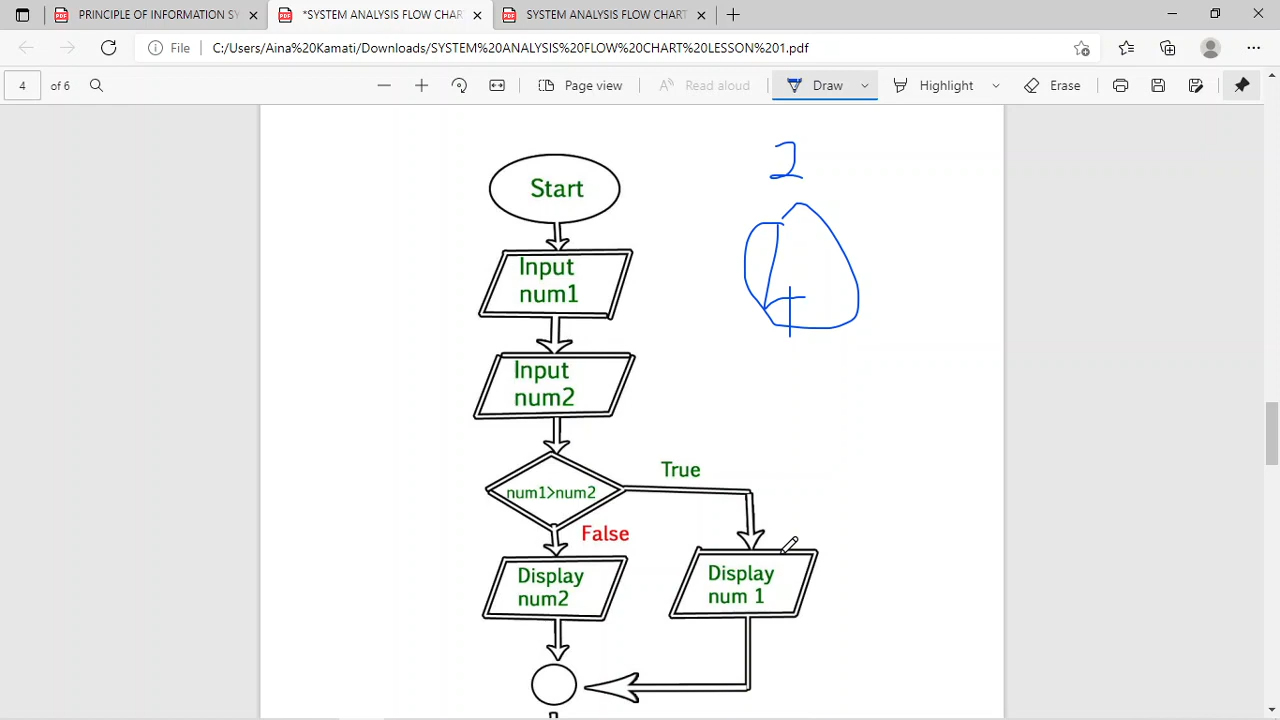 PRINCIPLE OF INFORMATION SY
*SYSTEM ANALYSIS FLOW CHAR
SYSTEM ANALYSIS FLOW CHART
File
C:/Users/Aina%20Kamati/Downloads/SYSTEM%20ANALYSIS%20FLOW%20CHART%20LESSON%201.pdf
4 of 6
Page view
Read aloud
Draw
Highlight
Erase
2
4
Start
Input
num1
Input
num2
num1>num2
True
False
Display
num2
Display
num 1